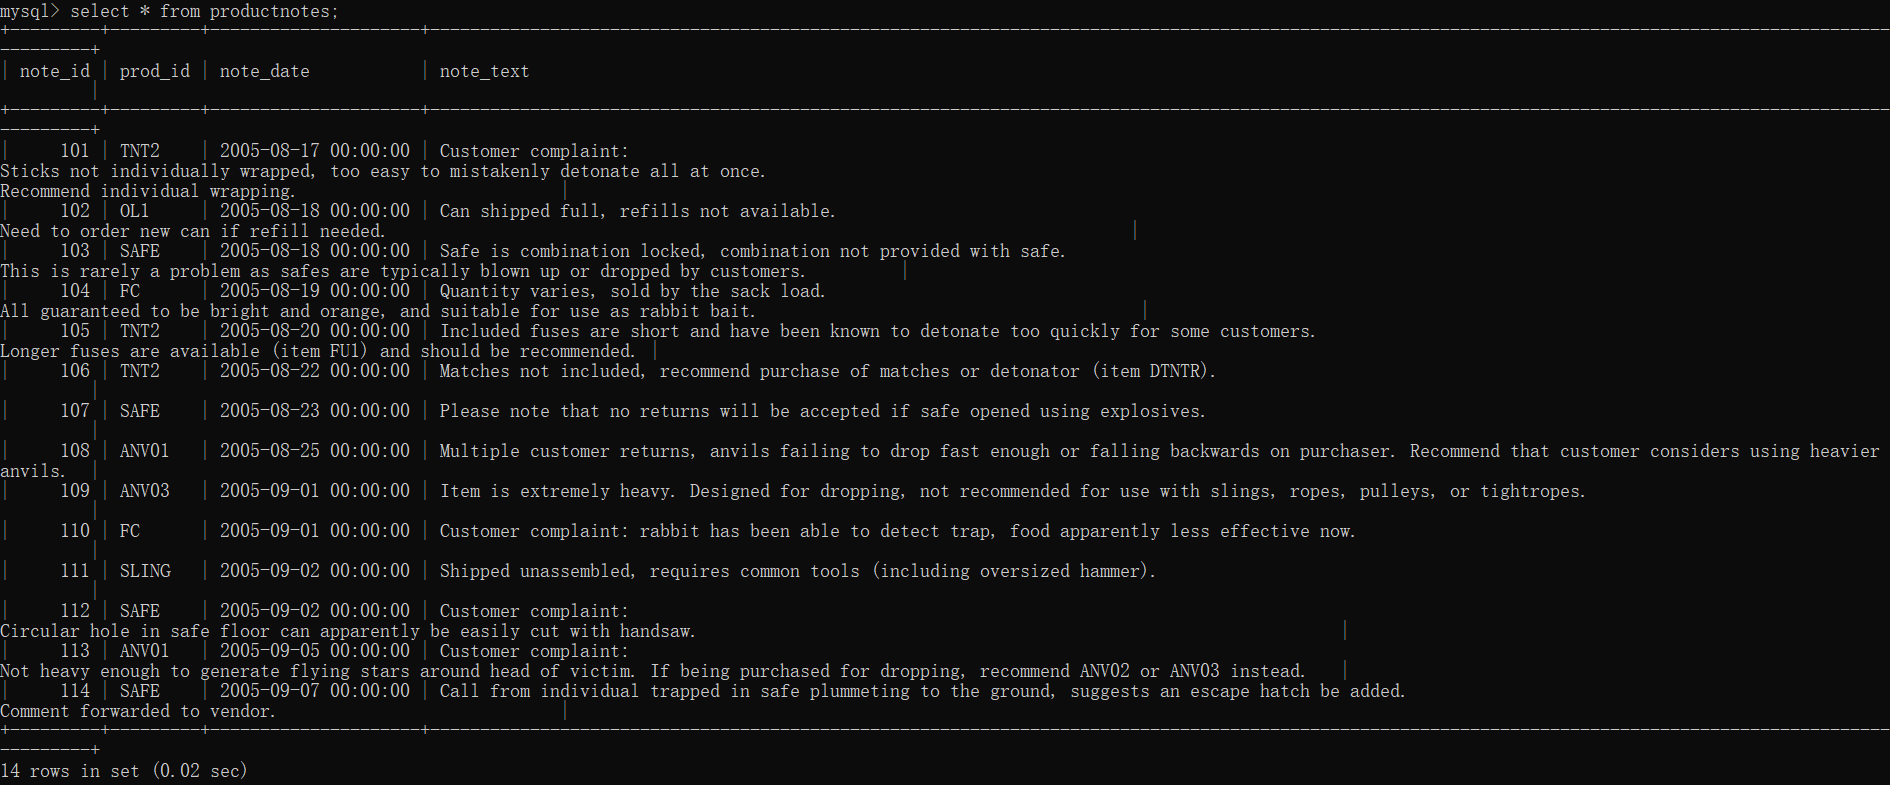 mysql> select * from productnotes;
+---------+---------+---------------------+--------------------------------------------------------------------------------------------------------------------------------------------------
---------+
| note_id | prod_id | note_date           | note_text
         |
+---------+---------+---------------------+--------------------------------------------------------------------------------------------------------------------------------------------------
---------+
|     101 | TNT2    | 2005-08-17 00:00:00 | Customer complaint:
Sticks not individually wrapped, too easy to mistakenly detonate all at once.
Recommend individual wrapping.                          |
|     102 | OL1     | 2005-08-18 00:00:00 | Can shipped full, refills not available.
Need to order new can if refill needed.                                                                          |
|     103 | SAFE    | 2005-08-18 00:00:00 | Safe is combination locked, combination not provided with safe.
This is rarely a problem as safes are typically blown up or dropped by customers.         |
|     104 | FC      | 2005-08-19 00:00:00 | Quantity varies, sold by the sack load.
All guaranteed to be bright and orange, and suitable for use as rabbit bait.                                      |
|     105 | TNT2    | 2005-08-20 00:00:00 | Included fuses are short and have been known to detonate too quickly for some customers.
Longer fuses are available (item FU1) and should be recommended. |
|     106 | TNT2    | 2005-08-22 00:00:00 | Matches not included, recommend purchase of matches or detonator (item DTNTR).
         |
|     107 | SAFE    | 2005-08-23 00:00:00 | Please note that no returns will be accepted if safe opened using explosives.
         |
|     108 | ANV01   | 2005-08-25 00:00:00 | Multiple customer returns, anvils failing to drop fast enough or falling backwards on purchaser. Recommend that customer considers using heavier
anvils.  |
|     109 | ANV03   | 2005-09-01 00:00:00 | Item is extremely heavy. Designed for dropping, not recommended for use with slings, ropes, pulleys, or tightropes.
         |
|     110 | FC      | 2005-09-01 00:00:00 | Customer complaint: rabbit has been able to detect trap, food apparently less effective now.
         |
|     111 | SLING   | 2005-09-02 00:00:00 | Shipped unassembled, requires common tools (including oversized hammer).
         |
|     112 | SAFE    | 2005-09-02 00:00:00 | Customer complaint:
Circular hole in safe floor can apparently be easily cut with handsaw.                                                                |
|     113 | ANV01   | 2005-09-05 00:00:00 | Customer complaint:
Not heavy enough to generate flying stars around head of victim. If being purchased for dropping, recommend ANV02 or ANV03 instead.   |
|     114 | SAFE    | 2005-09-07 00:00:00 | Call from individual trapped in safe plummeting to the ground, suggests an escape hatch be added.
Comment forwarded to vendor.                            |
+---------+---------+---------------------+--------------------------------------------------------------------------------------------------------------------------------------------------
---------+
14 rows in set (0.02 sec)